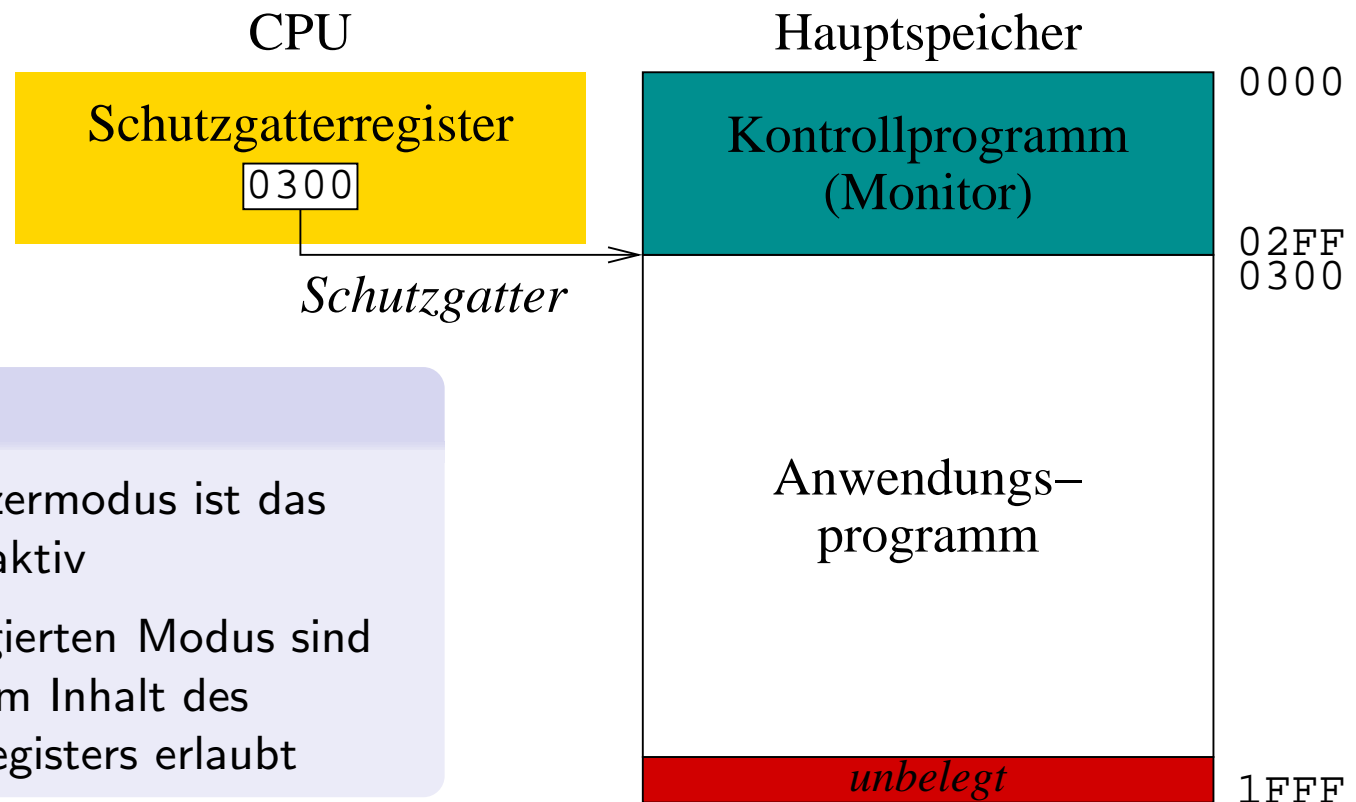 CPU
Hauptspeicher
Schutzgatterregister
0300
Schutzgatter
Kontrollprogramm
(Monitor)
0000
02FF
0300
zermodus ist das
aktiv
gierten Modus sind
m Inhalt des
egisters erlaubt
Anwendungs–
programm
unbelegt
1FFF